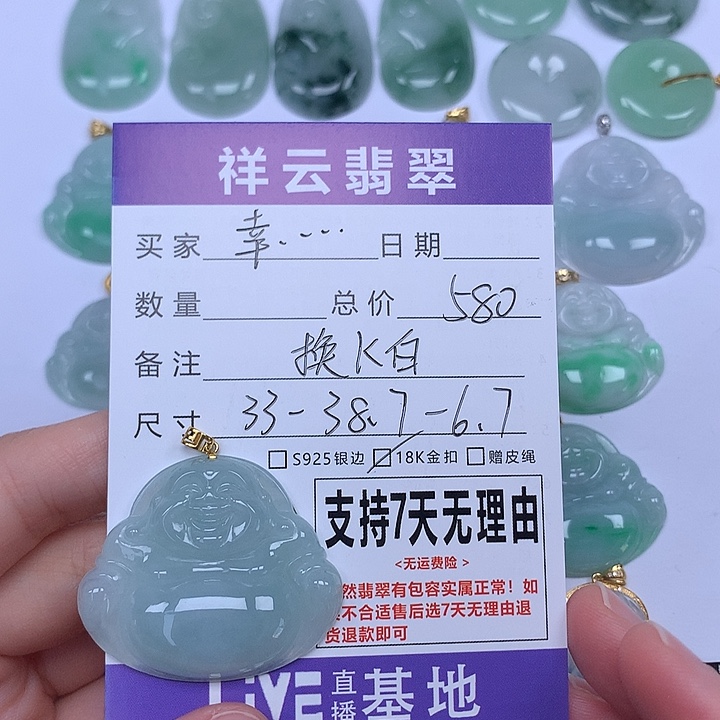 祥云翡翠
买家 幸..... 日期
数量 总价 580
备注 换K白
尺寸 33-38.7-6.7
S925银边 18K金扣 赠皮绳
支持7天无理由
<无运费险>
然翡翠有包容实属正常！如
不合适售后选7天无理由退
货退款即可
LIVE 直播 基地